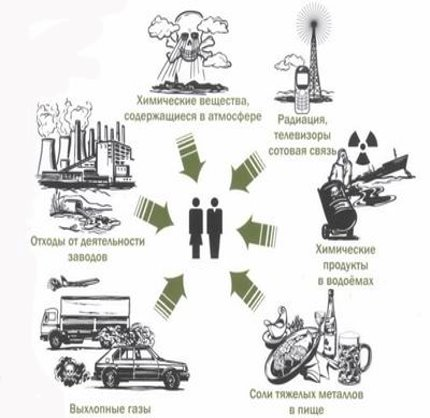 Химические вещества,
содержащиеся в атмосфере
Радиация,
телевизоры
сотовая связь
Отходы от деятельности
заводов
Химические
продукты
в водоёмах
Выхлопные газы
Соли тяжелых металлов
в пище